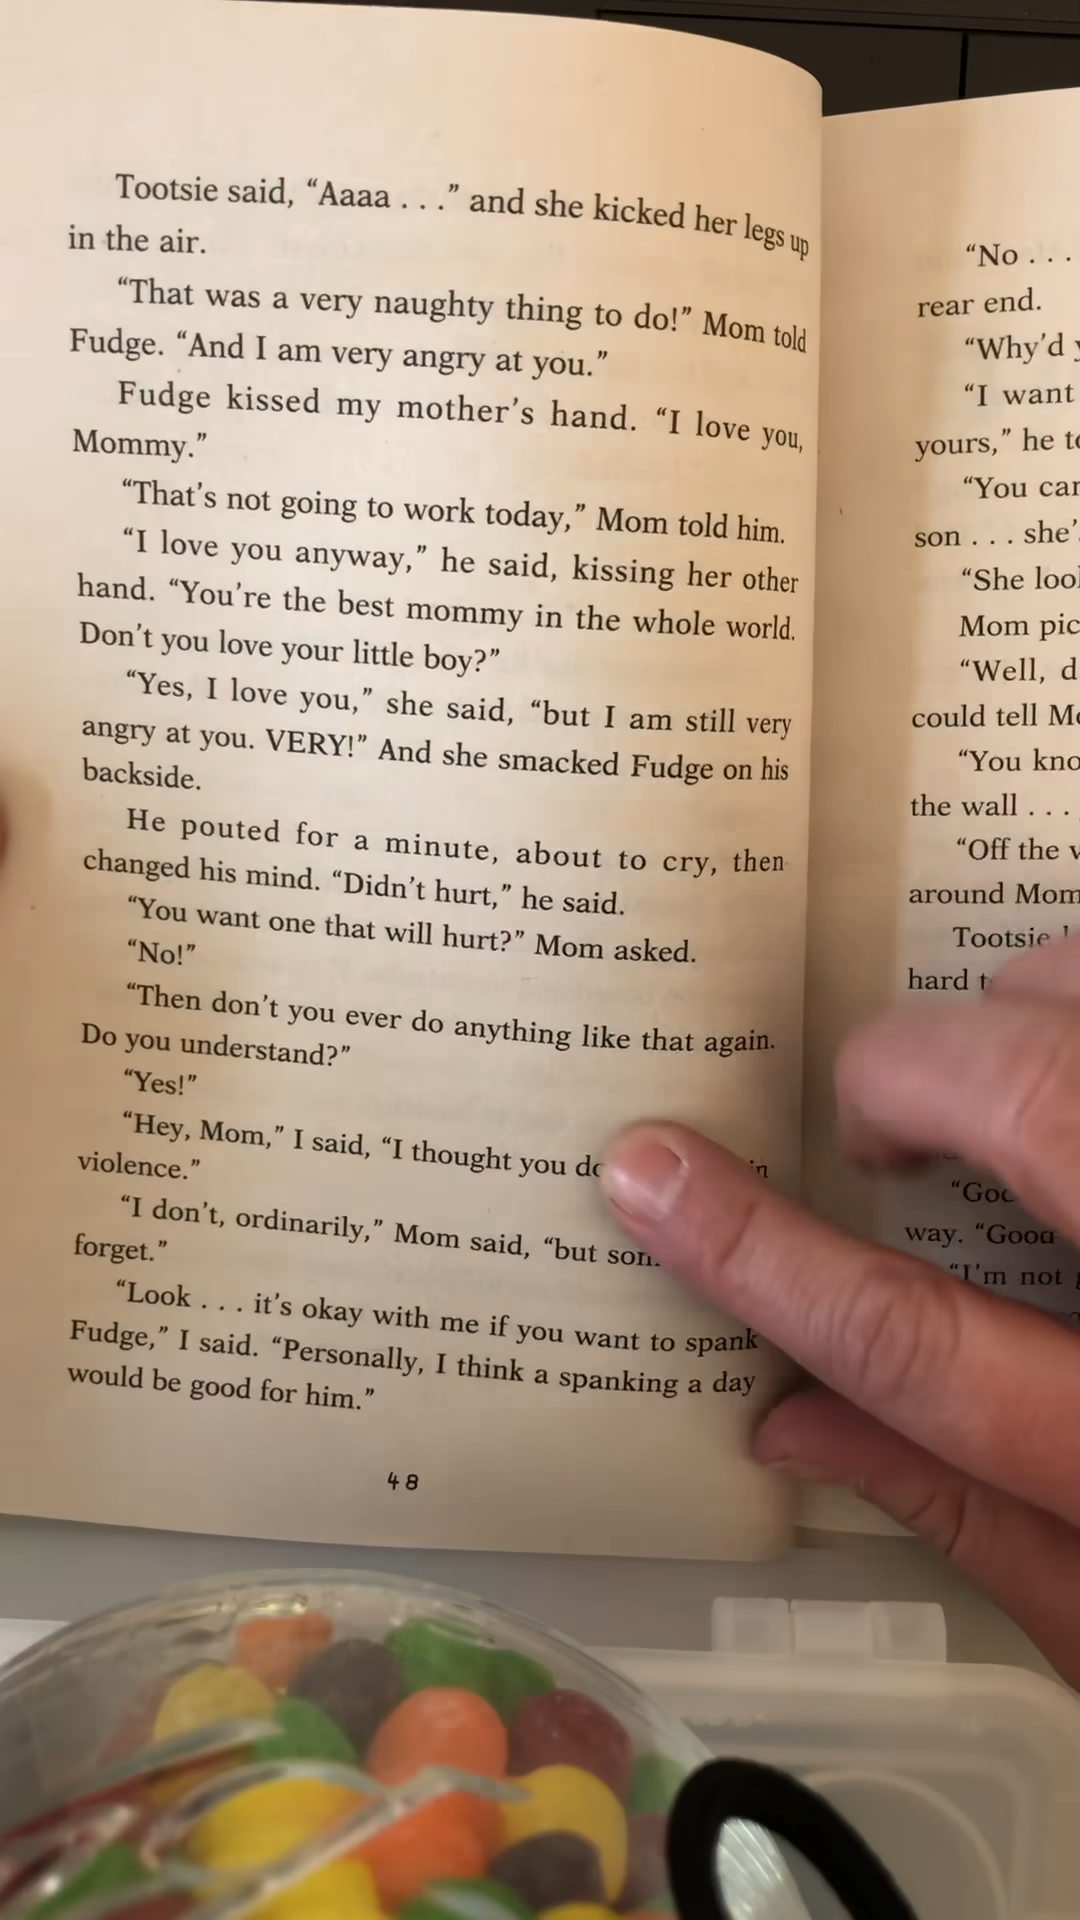 Tootsie said, “Aaaa . . .” and she kicked her legs up
in the air.
“That was a very naughty thing to do!” Mom told
Fudge. “And I am very angry at you.”
Fudge kissed my mother’s hand. “I love you,
Mommy.”
“That’s not going to work today,” Mom told him.
“I love you anyway,” he said, kissing her other
hand. “You’re the best mommy in the whole world.
Don’t you love your little boy?”
“Yes, I love you,” she said, “but I am still very
angry at you. VERY!” And she smacked Fudge on his
backside.
He pouted for a minute, about to cry, then
changed his mind. “Didn’t hurt,” he said.
“You want one that will hurt?” Mom asked.
“No!”
“Then don’t you ever do anything like that again.
Do you understand?”
“Yes!”
“Hey, Mom,” I said, “I thought you in
violence.”
“I don’t, ordinarily,” Mom said, “but
forget.”
“Look . . . it’s okay with me if you want to spank
Fudge,” I said. “Personally, I think a spanking a day
would be good for him.”
48
“No . . .
rear end.
“Why’d
“I want
yours,” he
“You
son . . . she’
“She
Mom
“Well,
could tell
“You
the wall . . .
“Off the
around Mom
Tootsie
hard
way. “Good
“I’m not